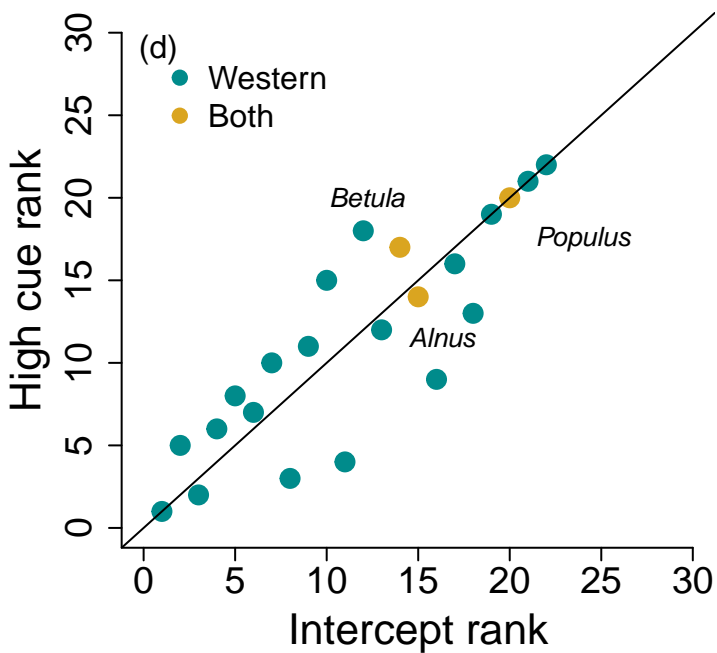 (d)
Western
Both
Betula
Populus
Alnus
High cue rank
0
5
10
15
20
25
30
0 5 10 15 20 25 30
Intercept rank